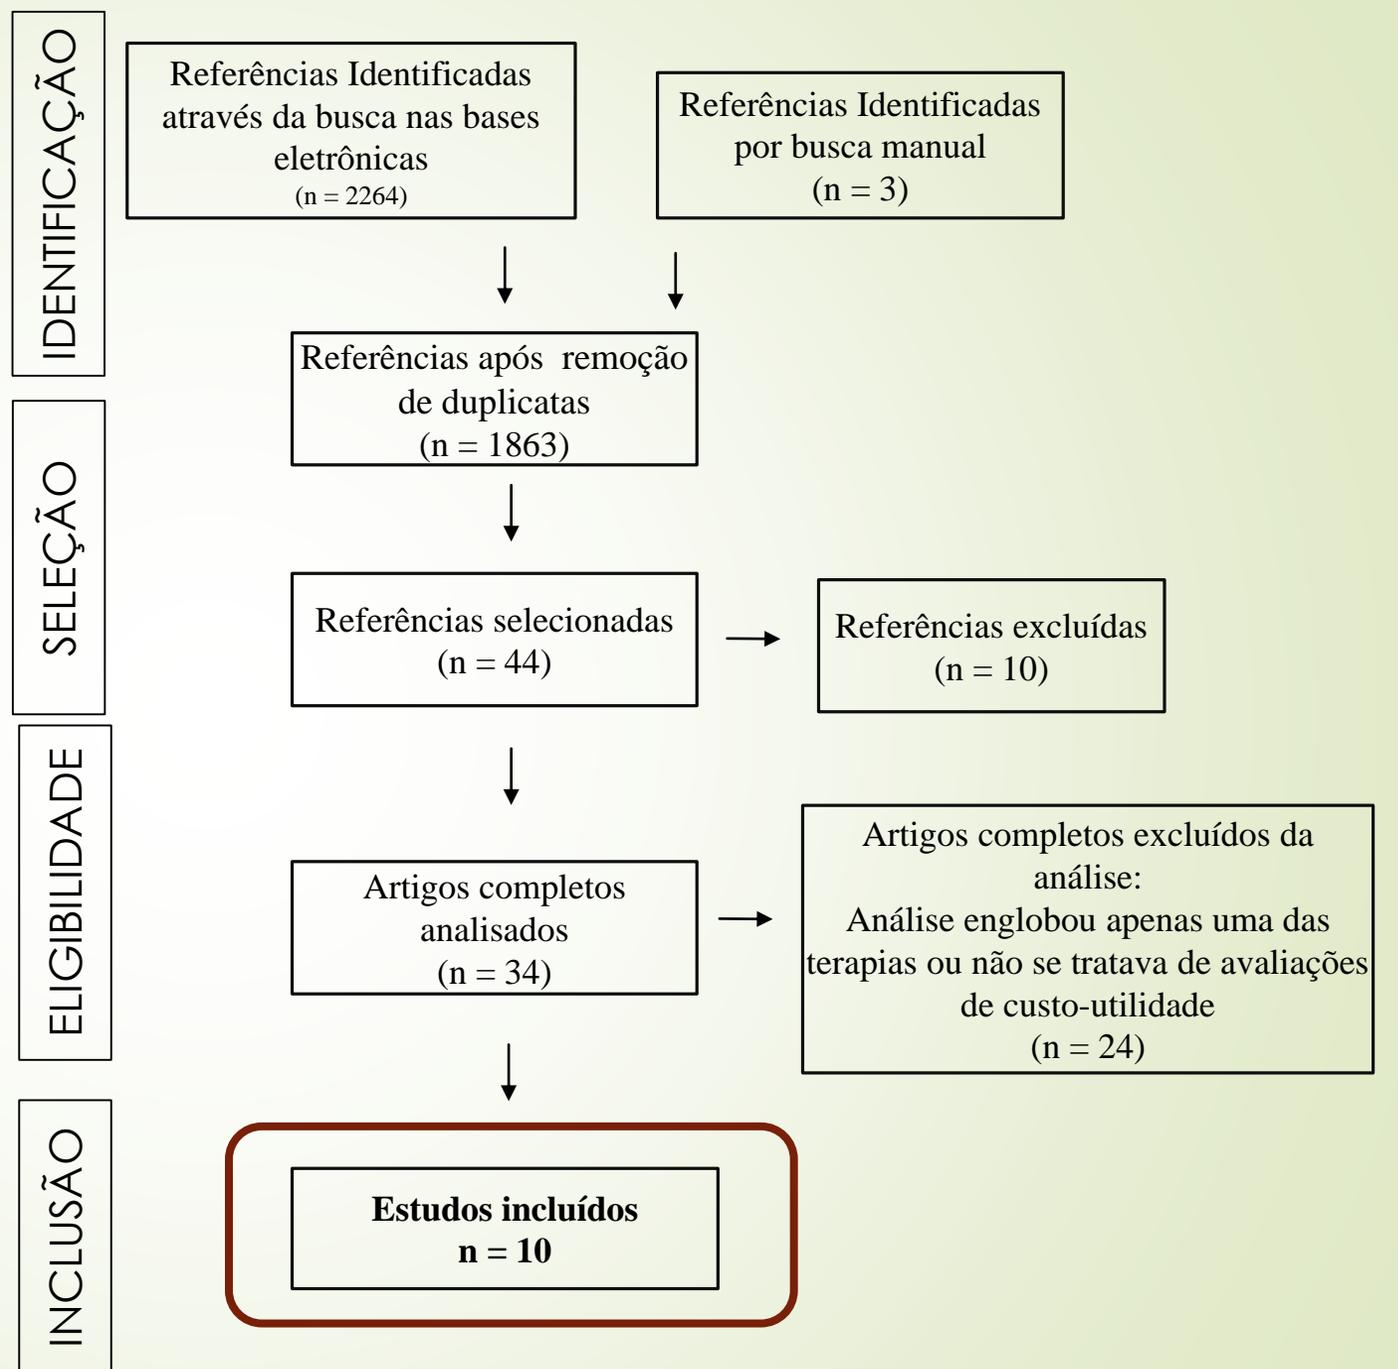 IDENTIFICAÇÃO
Referências Identificadas
através da busca nas bases
eletrônicas
(n = 2264)
Referências Identificadas
por busca manual
(n = 3)
Referências após remoção
de duplicatas
(n = 1863)
SELEÇÃO
Referências selecionadas
(n = 44)
Referências excluídas
(n = 10)
ELIGIBILIDADE
Artigos completos
analisados
(n = 34)
Artigos completos excluídos da
análise:
Análise englobou apenas uma das
terapias ou não se tratava de avaliações
de custo-utilidade
(n = 24)
INCLUSÃO
Estudos incluídos
n = 10